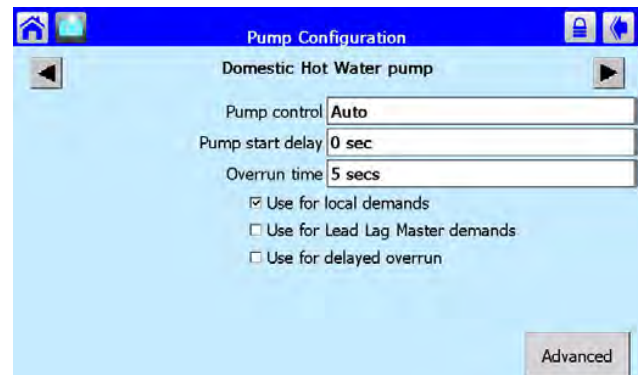 Pump Configuration
Domestic Hot Water pump
Pump control Auto
Pump start delay 0 sec
Overrun time 5 secs
Use for local demands
Use for Lead Lag Master demands
Use for delayed overrun
Advanced